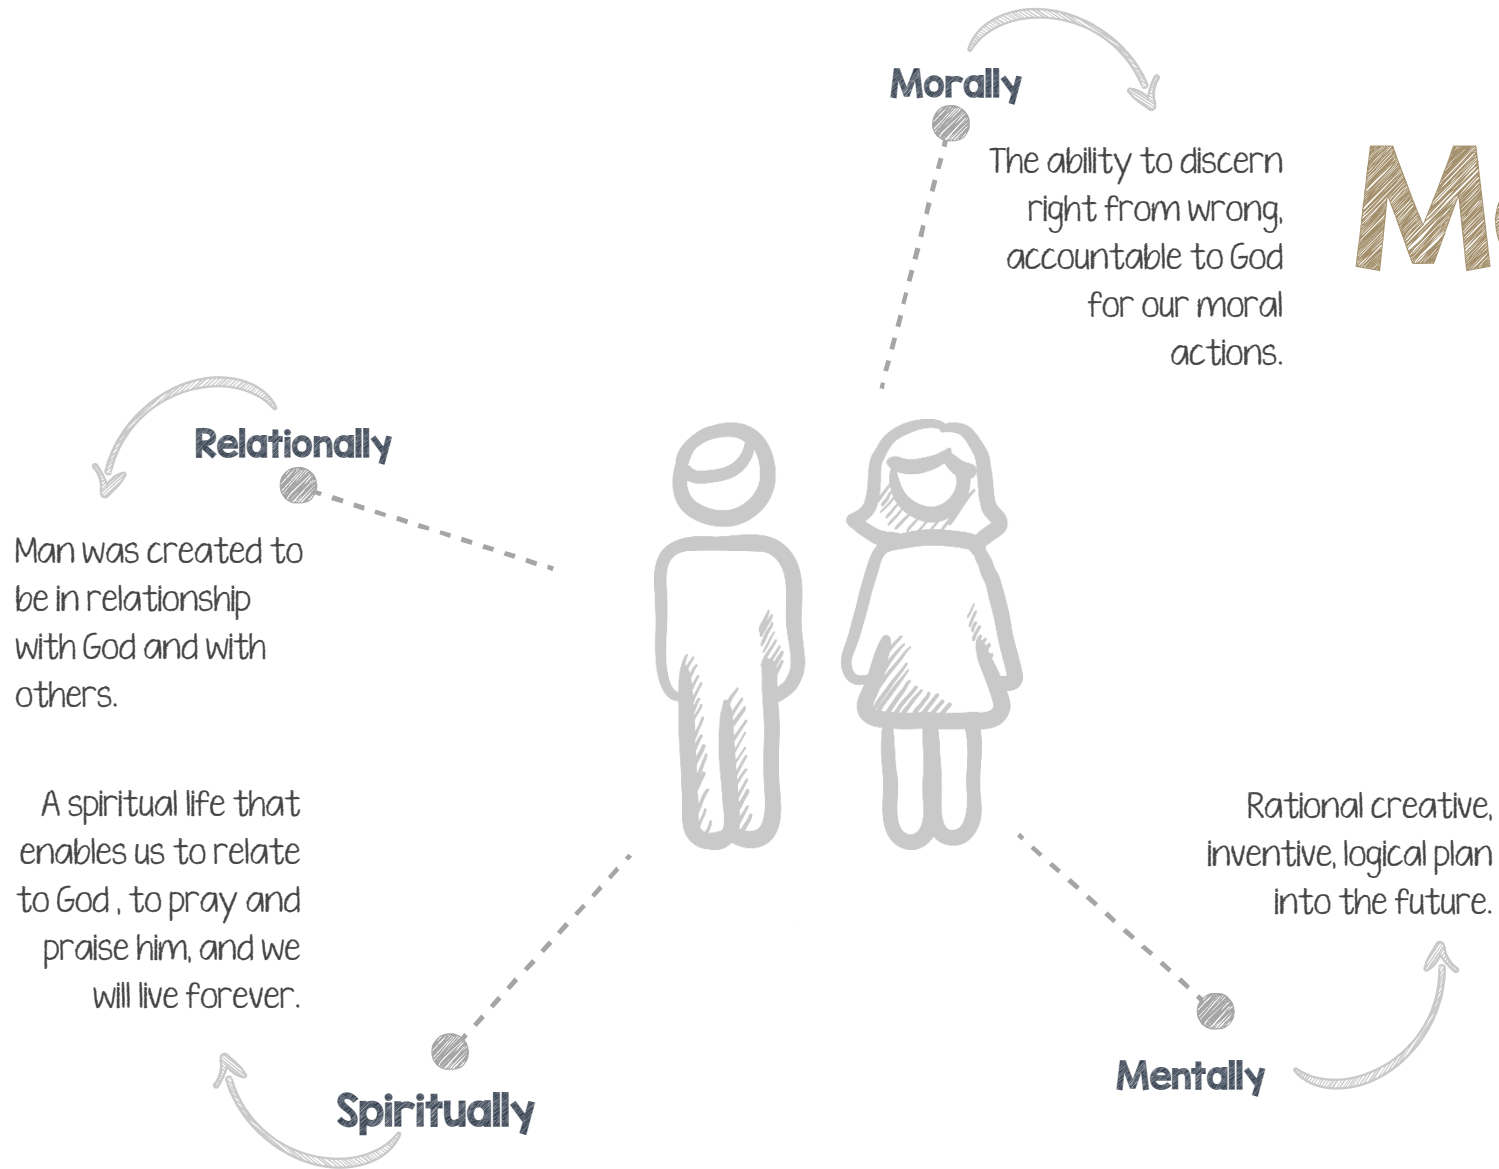 Morally
The ability to discern
right from wrong,
accountable to God
for our moral
actions.
M
Relationally
Man was created to
be in relationship
with God and with
others.
A spiritual life that
enables us to relate
to God , to pray and
praise him, and we
will live forever.
Spiritually
Rational creative,
inventive, logical plan
into the future.
Mentally